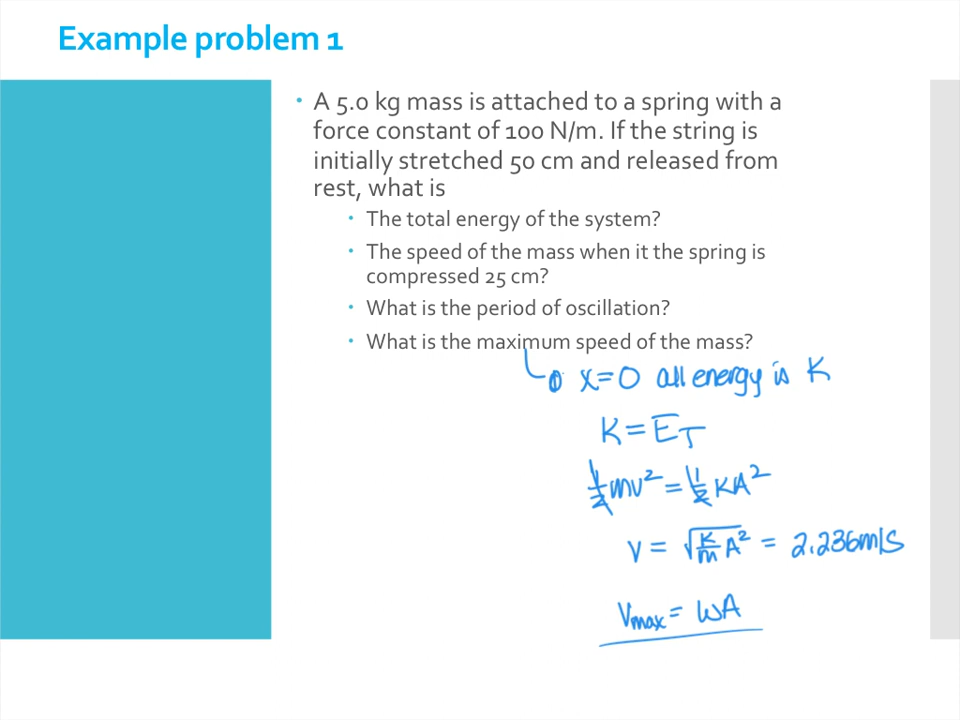 Example problem 1
• A 5.0 kg mass is attached to a spring with a
force constant of 100 N/m. If the string is
initially stretched 50 cm and released from
rest, what is
• The total energy of the system?
• The speed of the mass when it the spring is
compressed 25 cm?
• What is the period of oscillation?
• What is the maximum speed of the mass?
x=0 all energy is K
K = E_T
½mv² = ½KA²
v = √(K/m A²) = 2.236m/s
Vmax = ωA